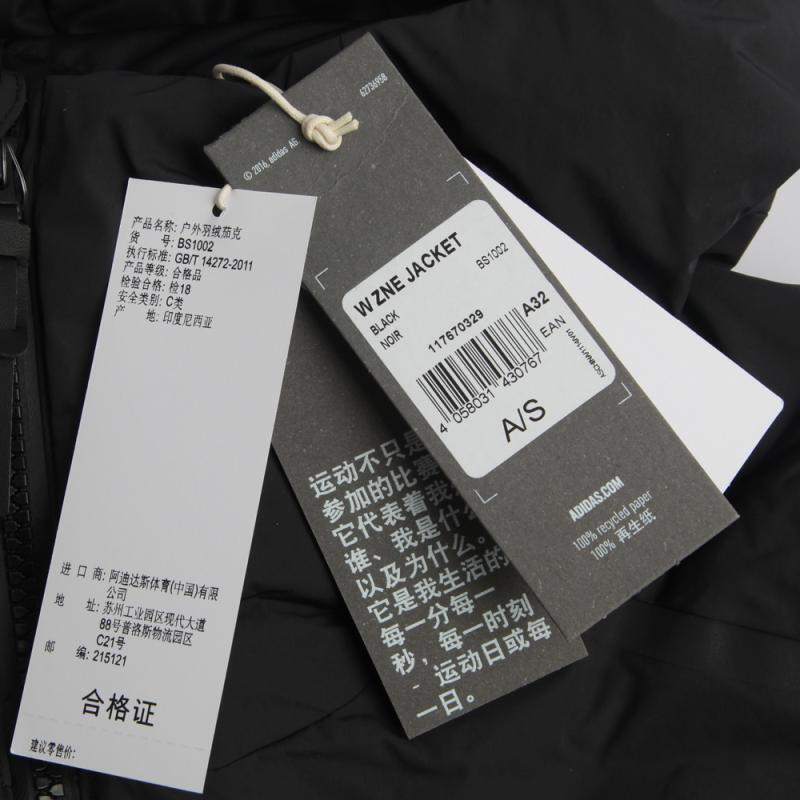 产品名称: 户外羽绒茄克
货 号: BS1002
执行标准: GB/T 14272-2011
产品等级: 合格品
检验合格: 检18
安全类别: C类
产 地: 印度尼西亚
进 口 商: 阿迪达斯体育(中国)有限
公司
地 址: 苏州工业园区现代大道
88号普洛斯物流园区
C21号
邮 编: 215121
合格证
建议零售价:
© 2016, adidas AG
62736958
W ZNE JACKET
BS1002
BLACK
NOIR
117670329
A32
4 058031 430767
EAN
A/S
ADIDAS.COM
100% recycled paper
100% 再生纸
运动不只是
参加的比赛
它代表着我
谁、我是什么
以及为什么。
它是我生活的
每一分每一
秒，每一时刻
- 运动日或每
一日。